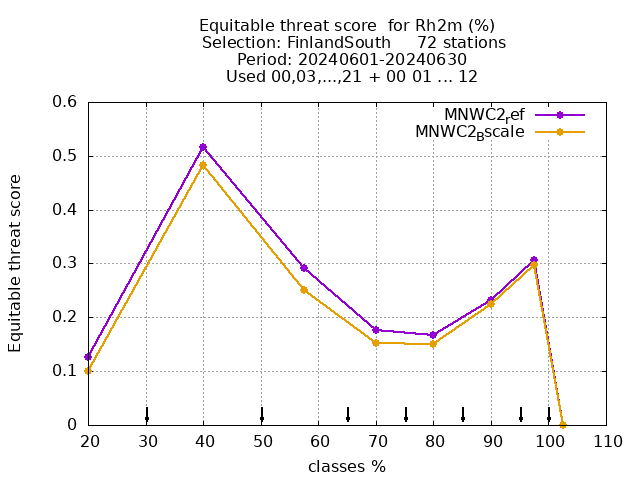 Equitable threat score  for Rh2m (%)
Selection: FinlandSouth     72 stations
Period: 20240601-20240630
Used 00,03,...,21 + 00 01 ... 12
MNWC2ref
MNWC2Bscale
Equitable threat score
0.6
0.5
0.4
0.3
0.2
0.1
0
20 30 40 50 60 70 80 90 100 110
classes %